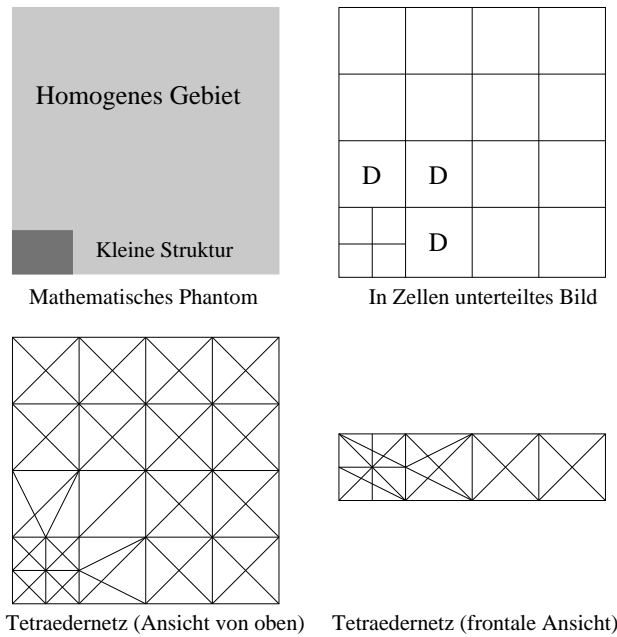 Homogenes Gebiet
Kleine Struktur
Mathematisches Phantom
D D
D
In Zellen unterteiltes Bild
Tetraedernetz (Ansicht von oben)
Tetraedernetz (frontale Ansicht)